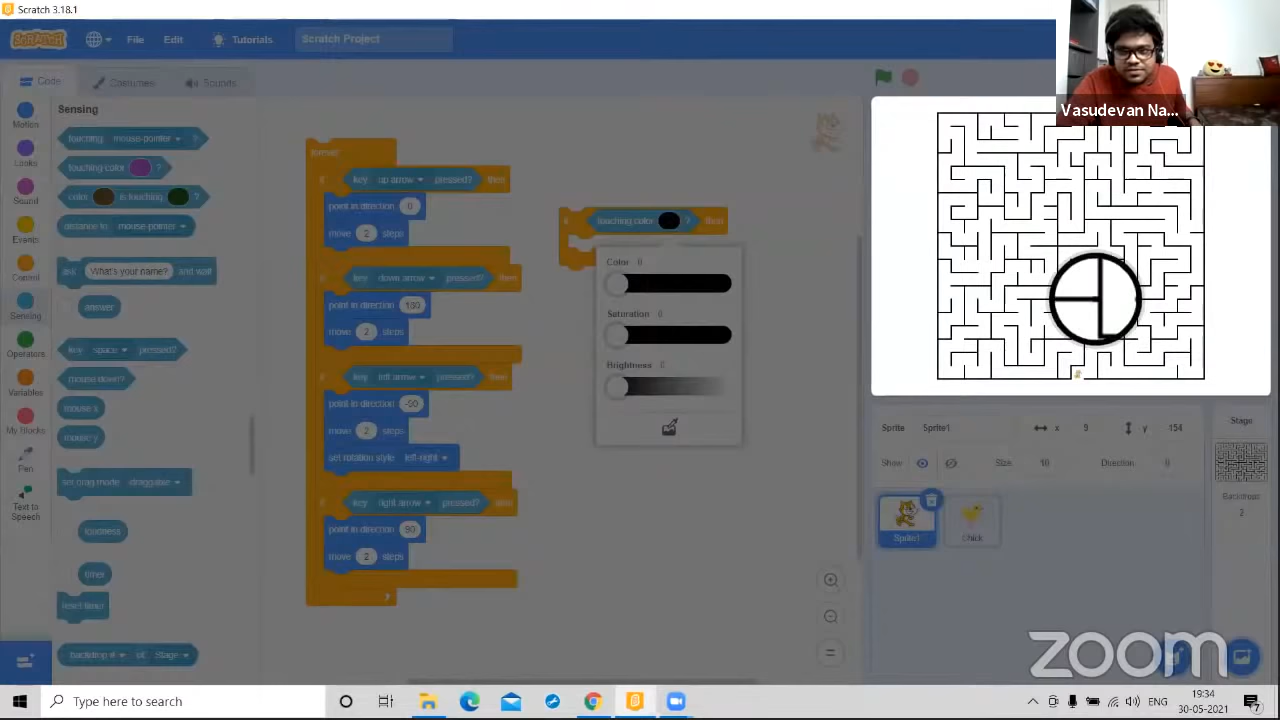 Scratch 3.18.1
SCRATCH
File
Edit
Tutorials
Scratch Project
Vasudevan Na...
Code
Costumes
Sounds
Motion
Looks
Sound
Events
Control
Sensing
Operators
Variables
My Blocks
Pen
Text to Speech
Sensing
touching mouse-pointer ?
touching color ?
color is touching ?
distance to mouse-pointer
ask What's your name? and wait
answer
key space pressed?
mouse down?
mouse x
mouse y
set drag mode draggable
loudness
timer
reset timer
backdrop # of Stage
forever
if key up arrow pressed? then
point in direction 0
move 2 steps
if key down arrow pressed? then
point in direction 180
move 2 steps
if key left arrow pressed? then
point in direction -90
move 2 steps
set rotation style left-right
if key right arrow pressed? then
point in direction 90
move 2 steps
if touching color ? then
Color 0
Saturation 0
Brightness 0
Sprite Sprite1 x 9 y 154
Show Size 10 Direction 0
Sprite1
Chick
Stage
Backdrops
2
zoom
Type here to search
ENG
19:34
30-05-2021
7